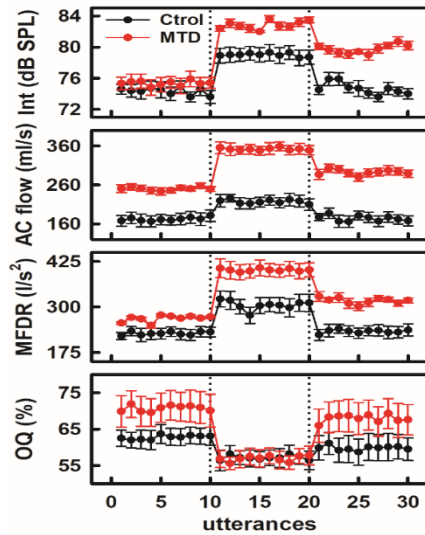 Ctrol
MTD
Int (dB SPL)
84
80
76
72
AC flow (ml/s)
360
260
160
MFDR (l/s²)
425
300
175
OQ (%)
75
65
55
0 5 10 15 20 25 30
utterances